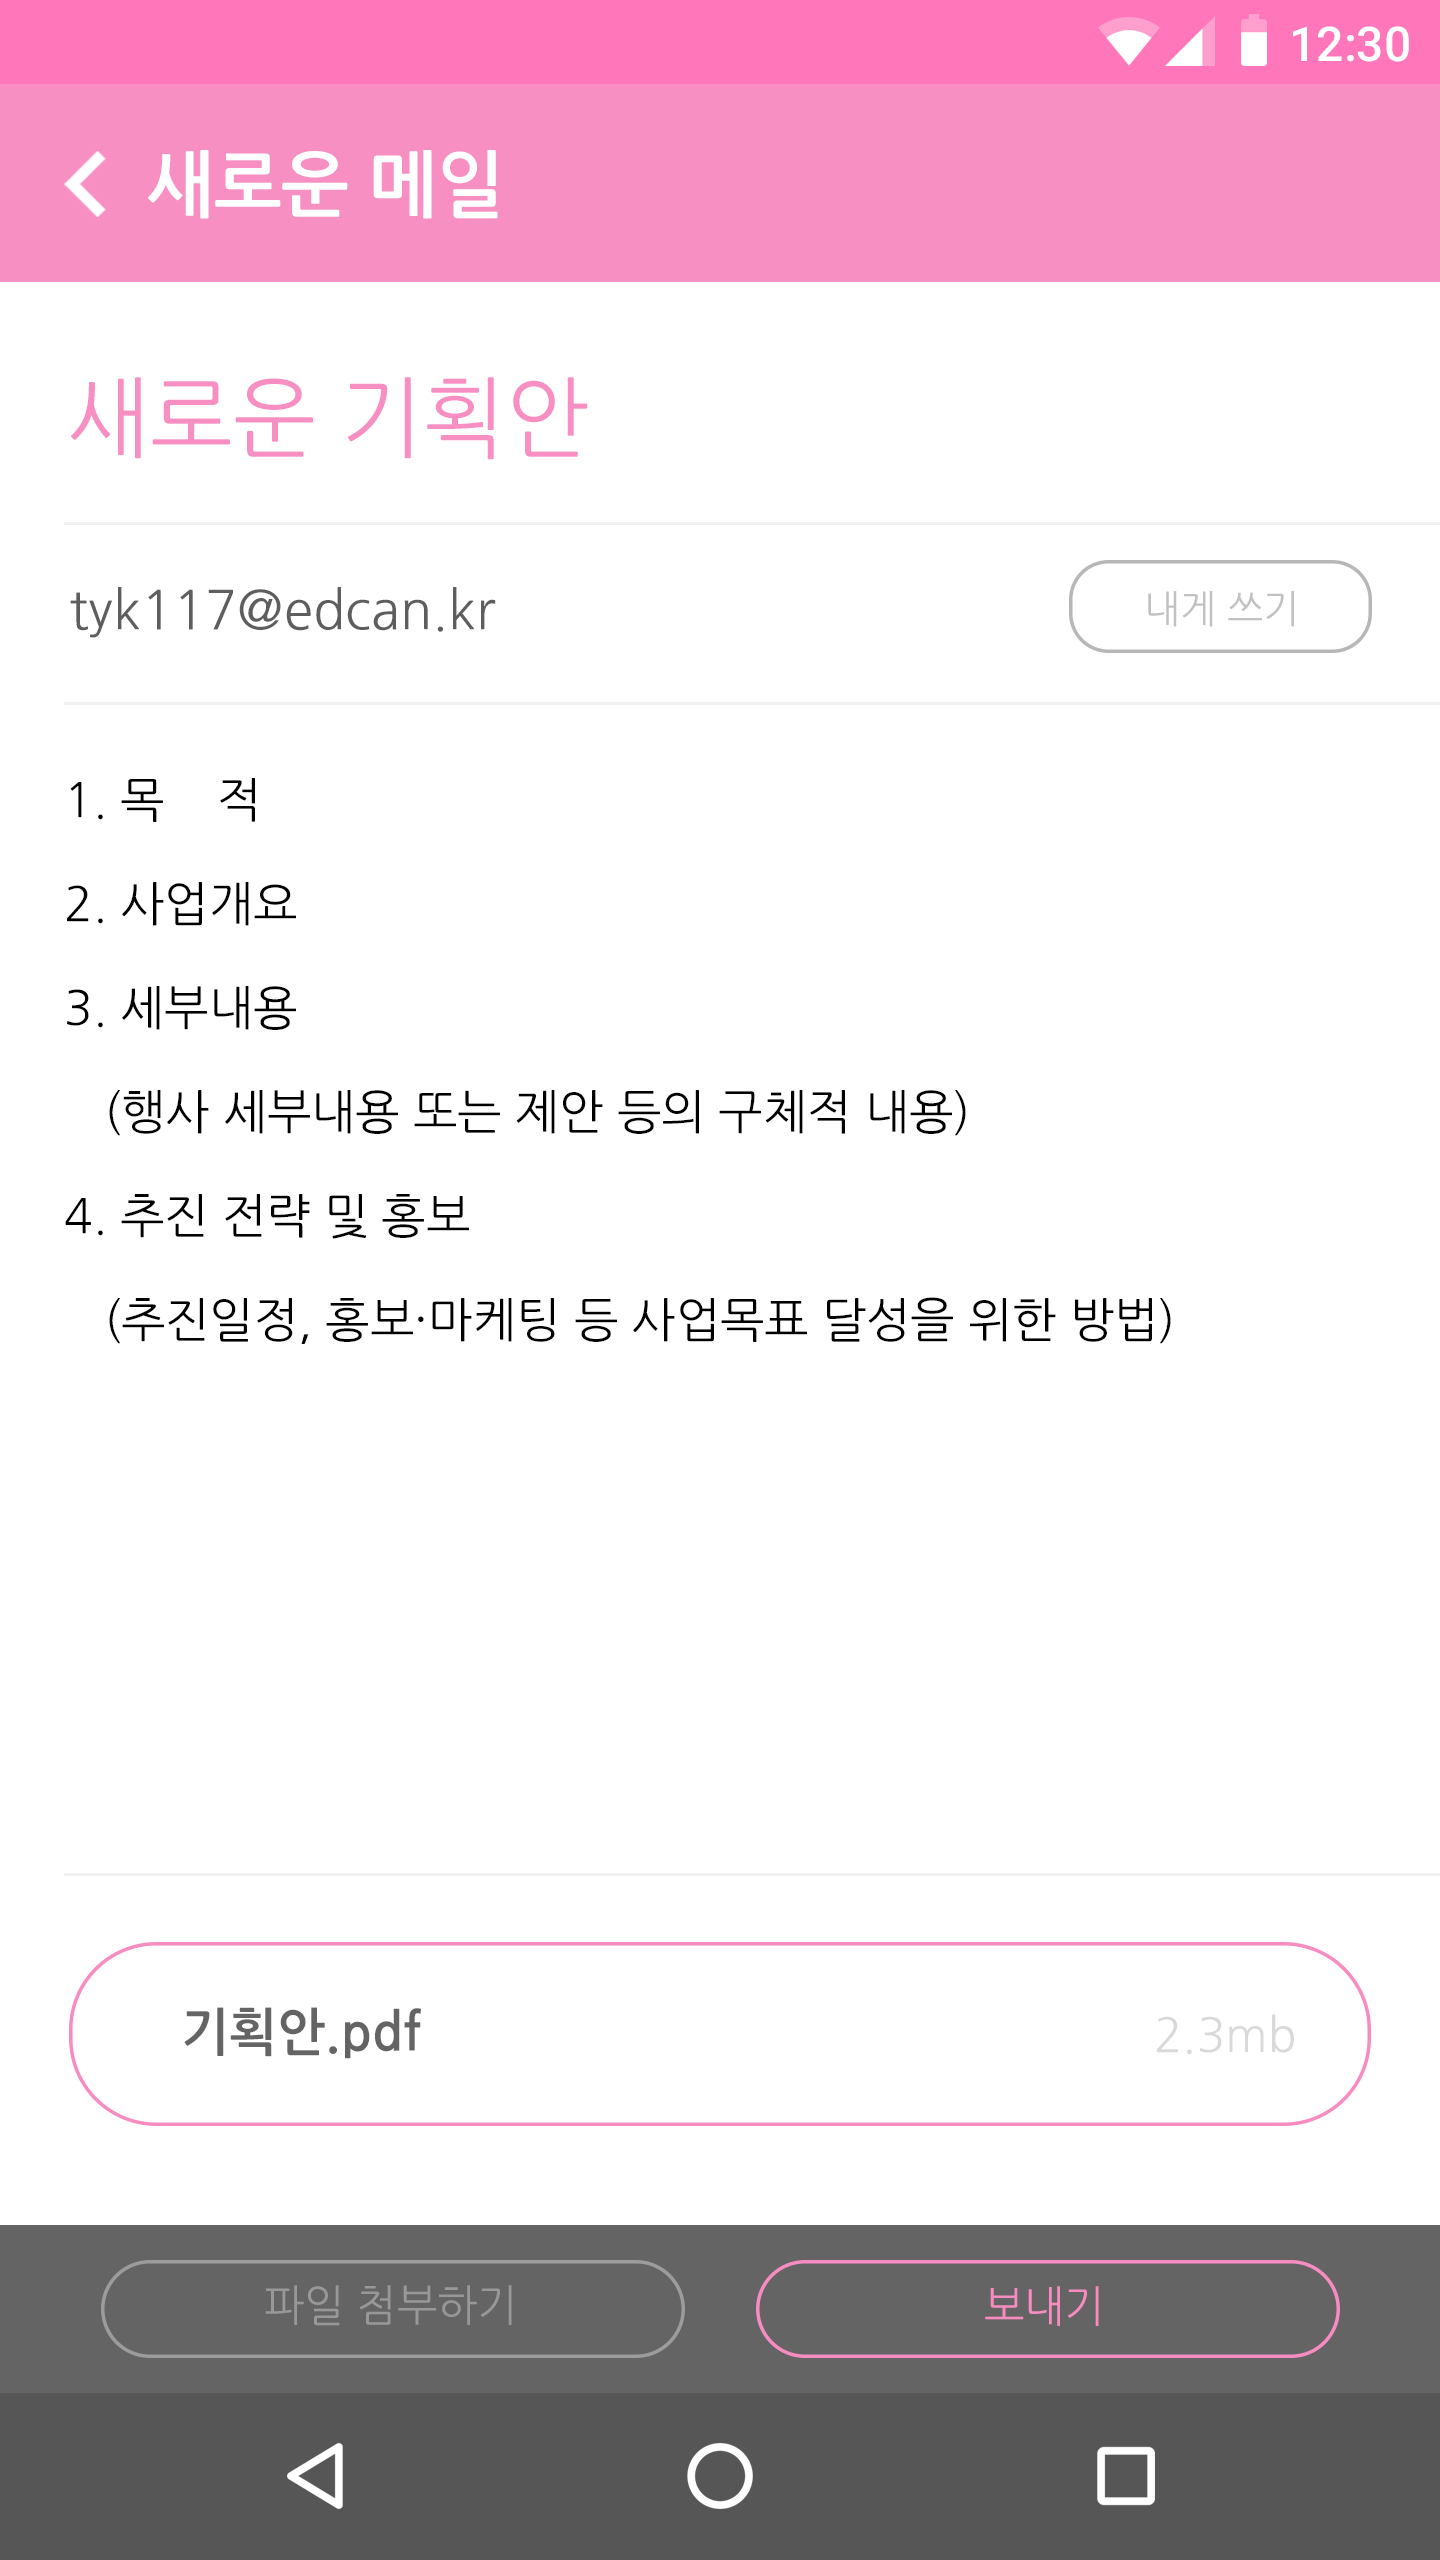 12:30
새로운 메일
새로운 기획안
tyk117@edcan.kr
내게 쓰기
1. 목 적
2. 사업개요
3. 세부내용
(행사 세부내용 또는 제안 등의 구체적 내용)
4. 추진 전략 및 홍보
(추진일정, 홍보·마케팅 등 사업목표 달성을 위한 방법)
기획안.pdf 2.3mb
파일 첨부하기 보내기